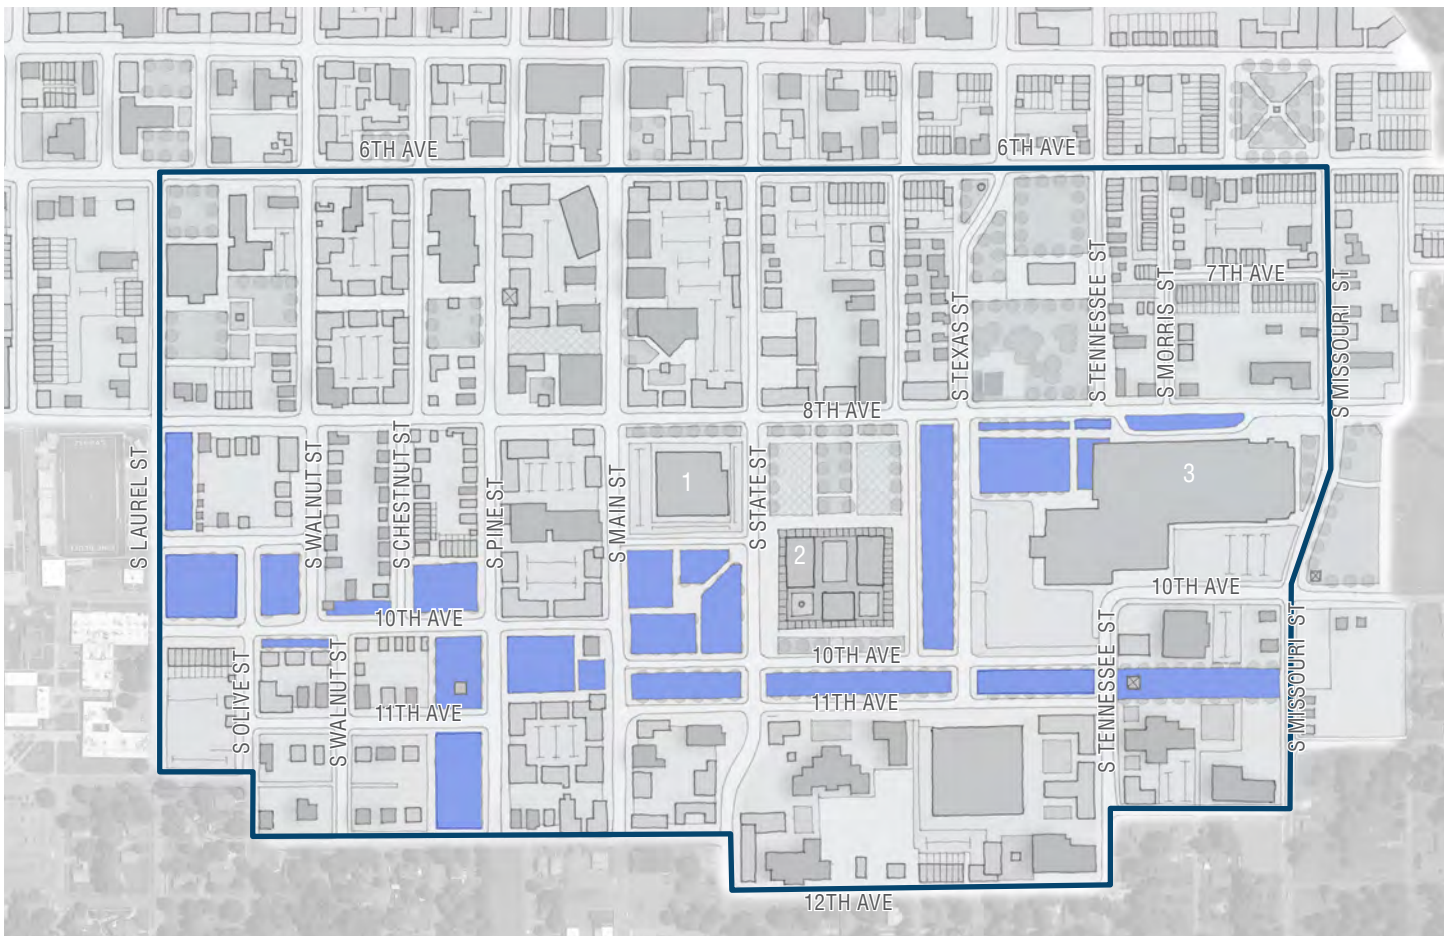 6TH AVE
6TH AVE
7TH AVE
S TEXAS ST
S TENNESSEE ST
S MORRIS ST
S MISSOURI ST
8TH AVE
S LAUREL ST
S WALNUT ST
S CHESTNUT ST
S PINE ST
S MAIN ST
S STATE ST
1
2
3
10TH AVE
10TH AVE
10TH AVE
S OLIVE ST
S WALNUT ST
11TH AVE
11TH AVE
S TENNESSEE ST
S MISSOURI ST
12TH AVE